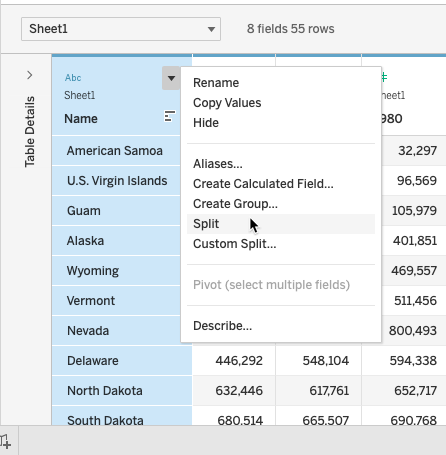 Sheet1
8 fields 55 rows
Table Details
Abc
Sheet1
Name
American Samoa
U.S. Virgin Islands
Guam
Alaska
Wyoming
Vermont
Nevada
Delaware 446,292 548,104 594,338
North Dakota 632,446 617,761 652,717
South Dakota 680,514 665,507 690,768
Rename
Copy Values
Hide
Aliases...
Create Calculated Field...
Create Group...
Split
Custom Split...
Pivot (select multiple fields)
Describe...
#
heet1
980
32,297
96,569
105,979
401,851
469,557
511,456
800,493